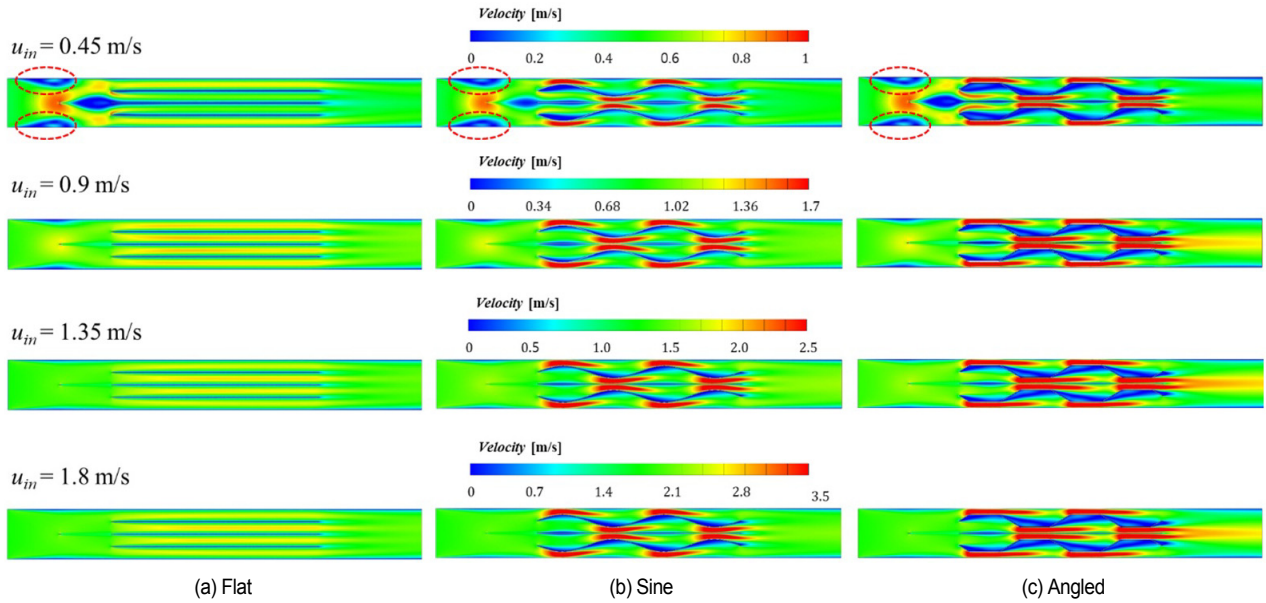 Velocity [m/s]
u_in = 0.45 m/s
0 0.2 0.4 0.6 0.8 1
Velocity [m/s]
u_in = 0.9 m/s
0 0.34 0.68 1.02 1.36 1.7
Velocity [m/s]
u_in = 1.35 m/s
0 0.5 1.0 1.5 2.0 2.5
Velocity [m/s]
u_in = 1.8 m/s
0 0.7 1.4 2.1 2.8 3.5
(a) Flat (b) Sine (c) Angled